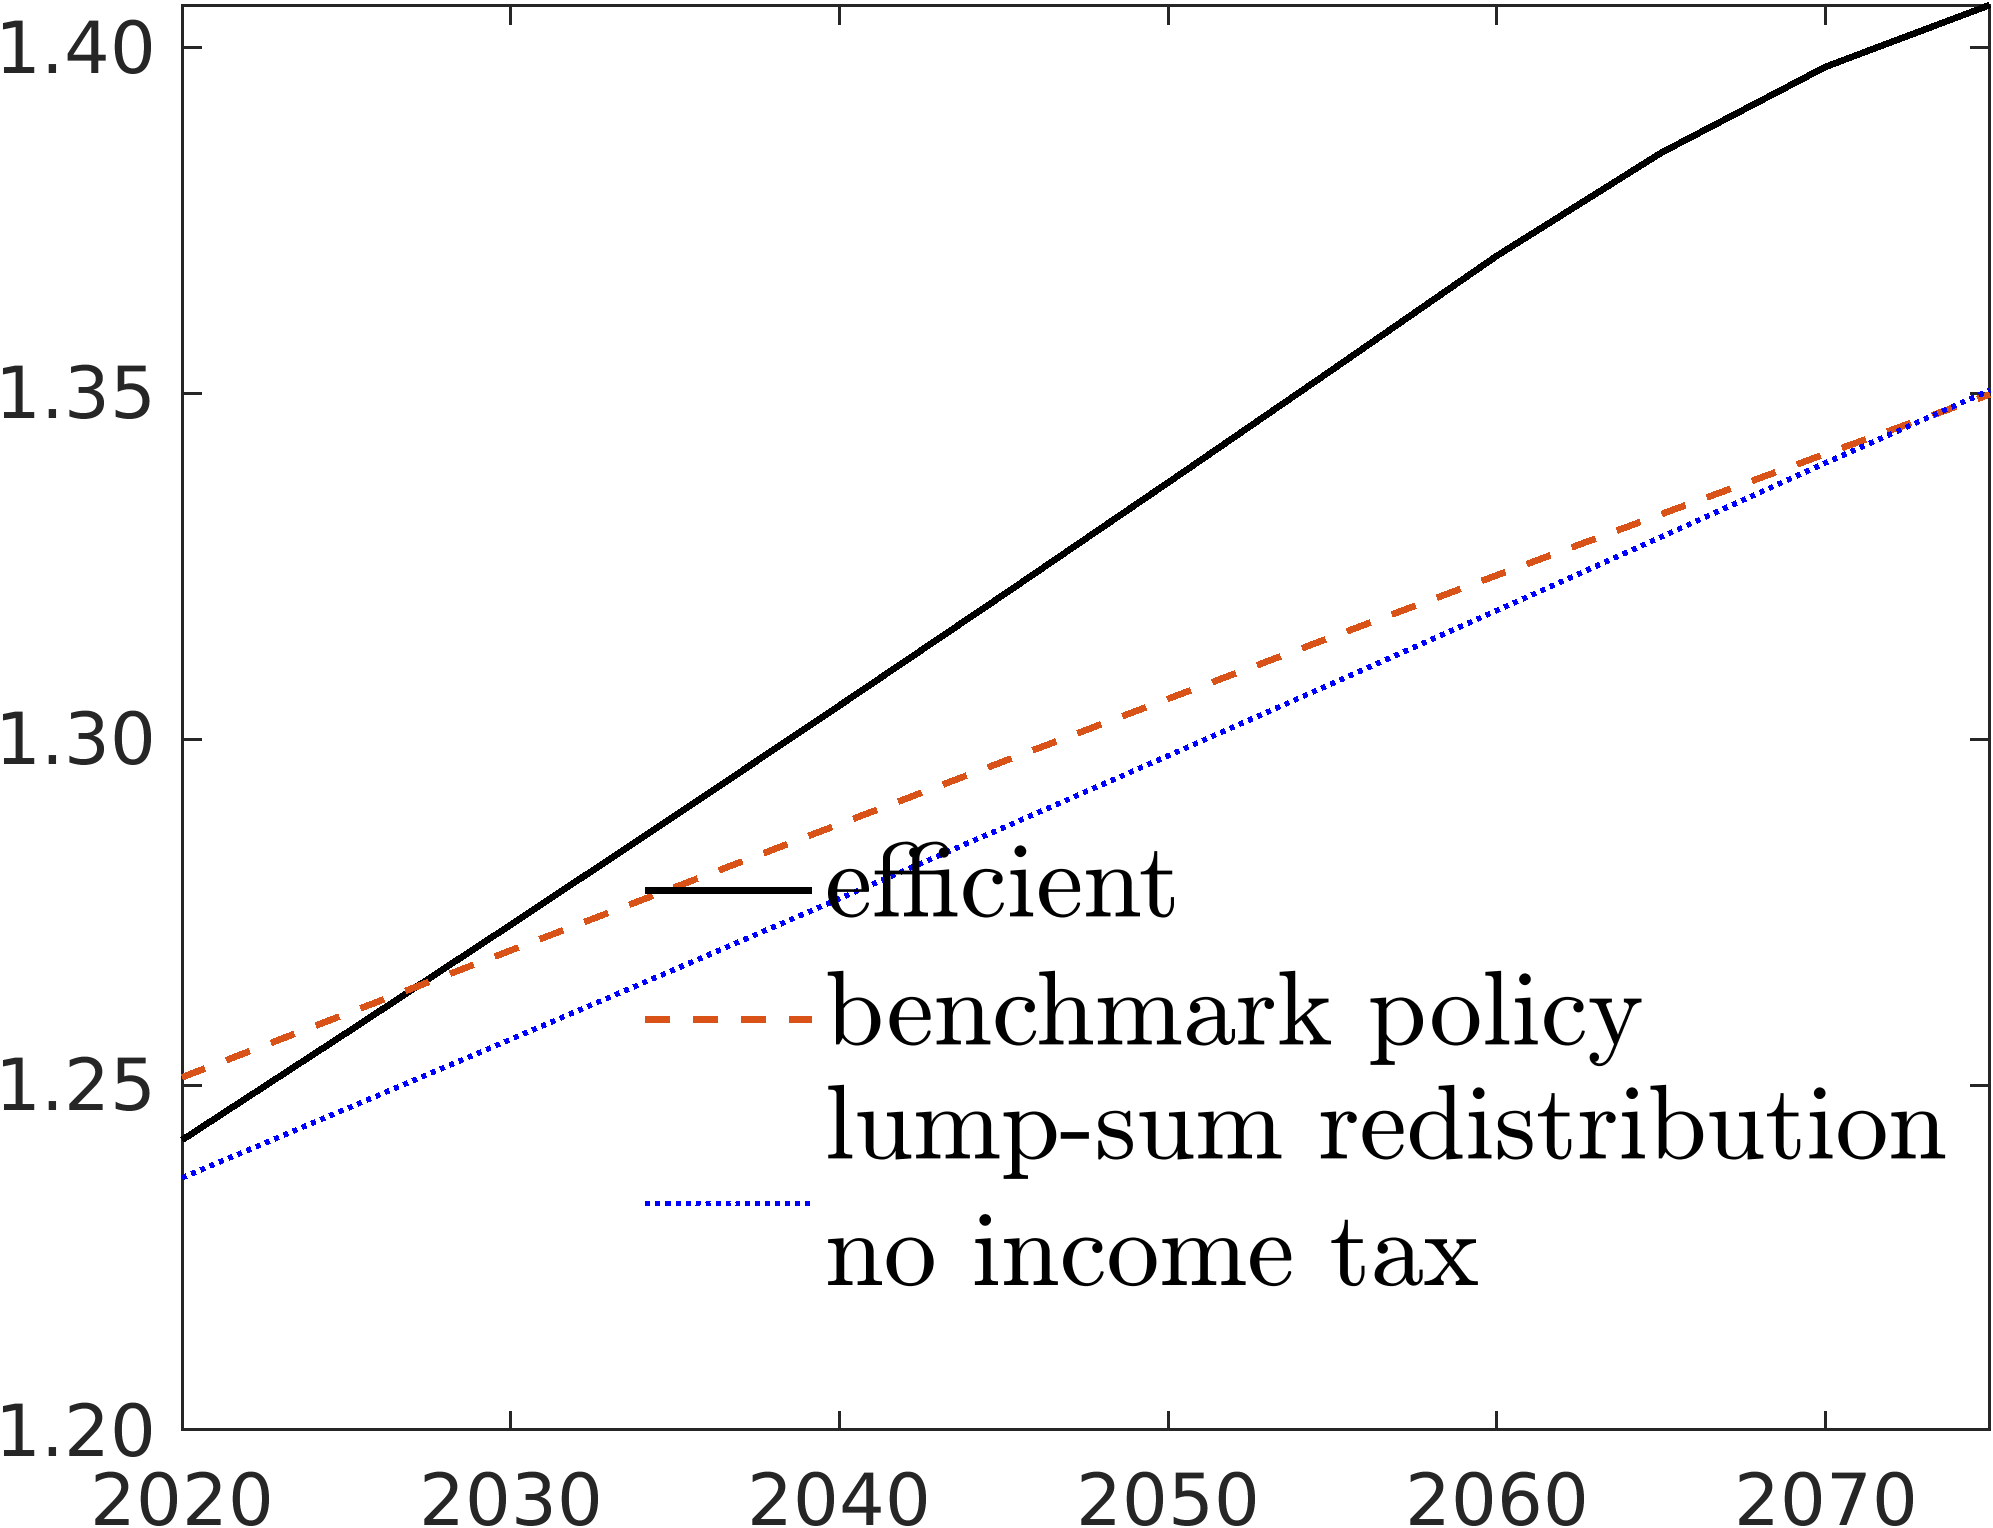 1.40
1.35
1.30
1.25
1.20
efficient
benchmark policy
lump-sum redistribution
no income tax
2020 2030 2040 2050 2060 2070